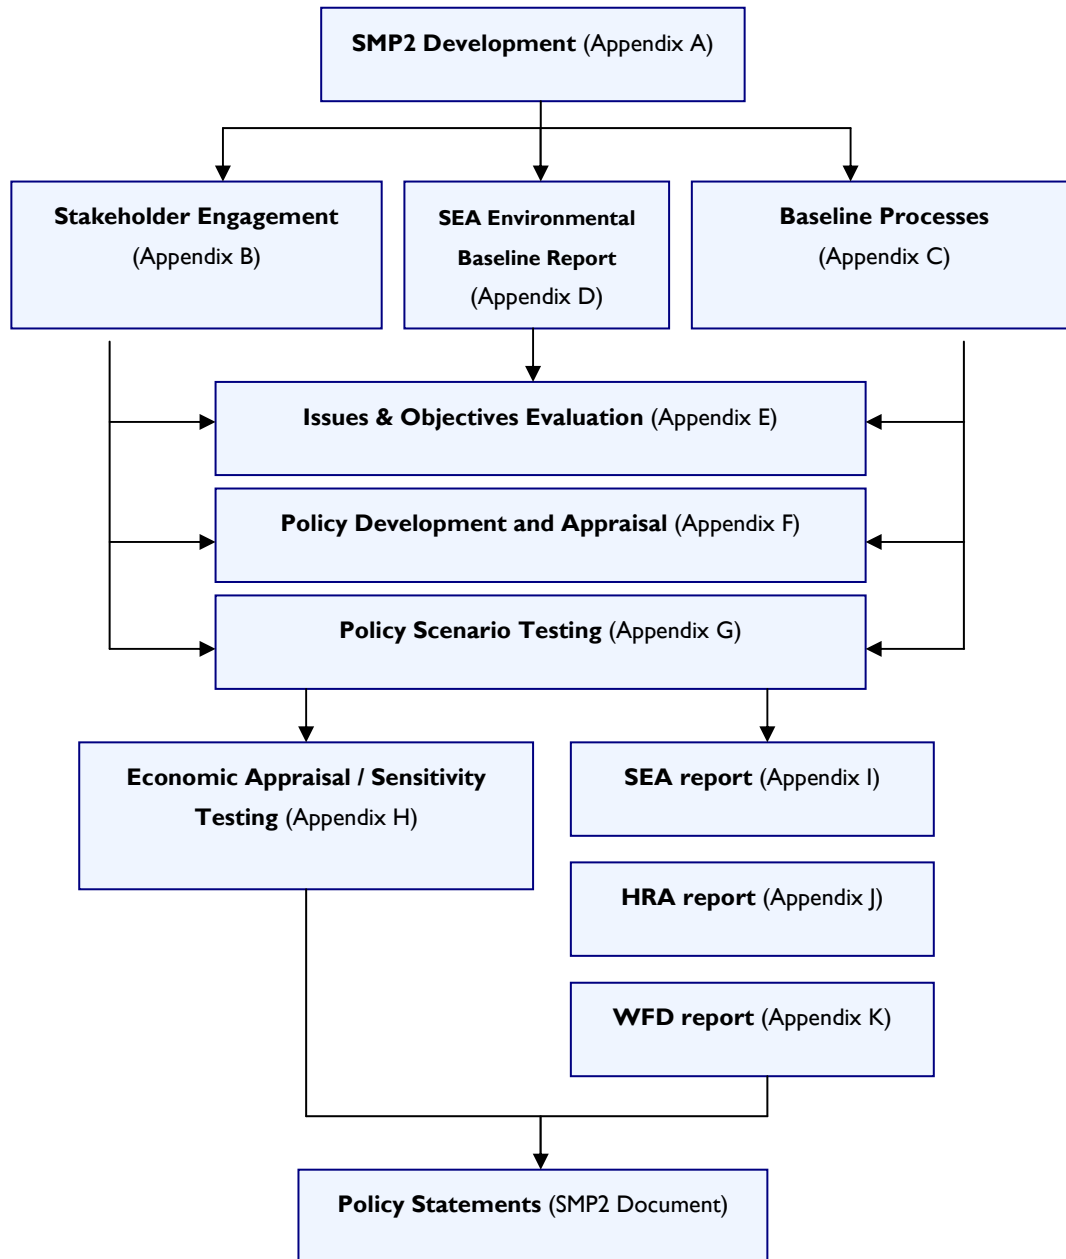 SMP2 Development (Appendix A)
Stakeholder Engagement
(Appendix B)
SEA Environmental
Baseline Report
(Appendix D)
Baseline Processes
(Appendix C)
Issues & Objectives Evaluation (Appendix E)
Policy Development and Appraisal (Appendix F)
Policy Scenario Testing (Appendix G)
Economic Appraisal / Sensitivity
Testing (Appendix H)
SEA report (Appendix I)
HRA report (Appendix J)
WFD report (Appendix K)
Policy Statements (SMP2 Document)